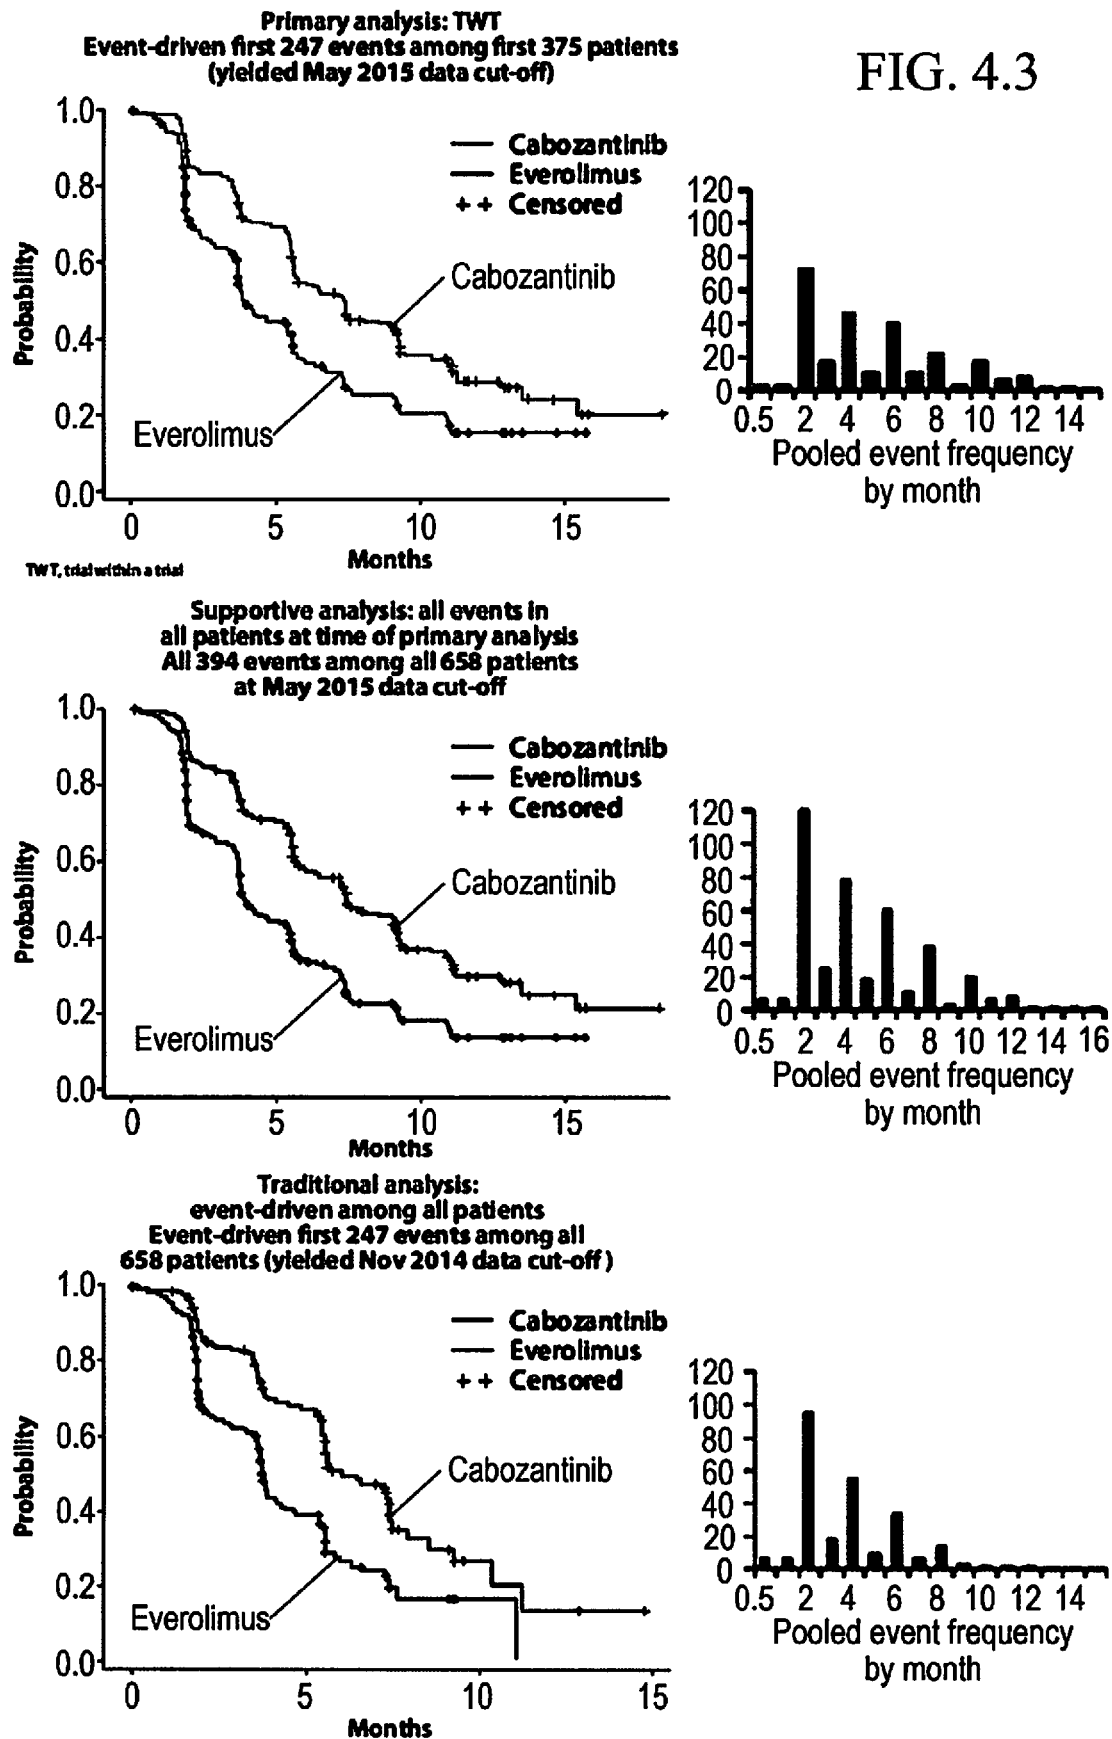 Primary analysis: TWT
Event-driven first 247 events among first 375 patients
(yielded May 2015 data cut-off)
FIG. 4.3
1.0
0.8
0.6
0.4
0.2
0.0
Probability
Cabozantinib
Everolimus
++ Censored
Cabozantinib
Everolimus
0 5 10 15
Months
120
100
80
60
40
20
0
0.5 2 4 6 8 10 12 14
Pooled event frequency
by month
TWT, trial within a trial
Supportive analysis: all events in
all patients at time of primary analysis
All 394 events among all 658 patients
at May 2015 data cut-off
1.0
0.8
0.6
0.4
0.2
0.0
Probability
Cabozantinib
Everolimus
++ Censored
Cabozantinib
Everolimus
0 5 10 15
Months
120
100
80
60
40
20
0
0.5 2 4 6 8 10 12 14 16
Pooled event frequency
by month
Traditional analysis:
event-driven among all patients
Event-driven first 247 events among all
658 patients (yielded Nov 2014 data cut-off )
1.0
0.8
0.6
0.4
0.2
0.0
Probability
Cabozantinib
Everolimus
++ Censored
Cabozantinib
Everolimus
0 5 10 15
Months
120
100
80
60
40
20
0
0.5 2 4 6 8 10 12 14
Pooled event frequency
by month